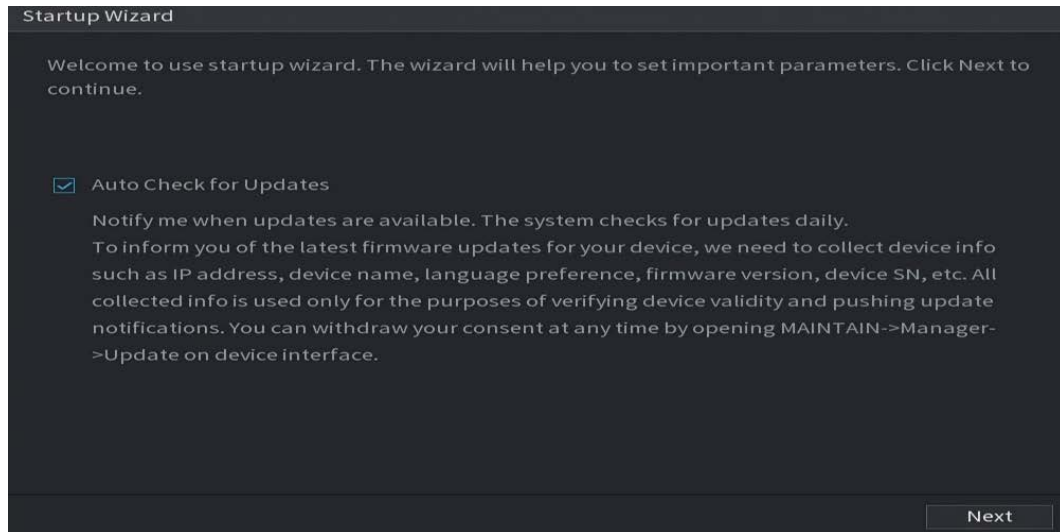 Startup Wizard
Welcome to use startup wizard. The wizard will help you to set important parameters. Click Next to
continue.
Auto Check for Updates
Notify me when updates are available. The system checks for updates daily.
To inform you of the latest firmware updates for your device, we need to collect device info
such as IP address, device name, language preference, firmware version, device SN, etc. All
collected info is used only for the purposes of verifying device validity and pushing update
notifications. You can withdraw your consent at any time by opening MAINTAIN->Manager-
>Update on device interface.
Next